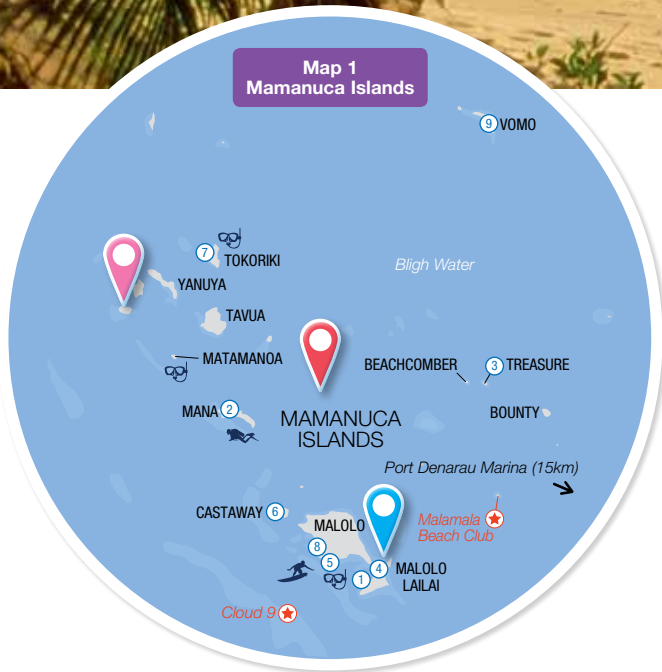 Map 1
Mamanuca Islands
9 VOMO
7
TOKORIKI
Bligh Water
YANUYA
TAVUA
MATAMANOA
BEACHCOMBER
3 TREASURE
MANA 2
BOUNTY
MAMANUCA
ISLANDS
Port Denarau Marina (15km)
CASTAWAY 6
MALOLO
Malamala
Beach Club
8
5
1
4
MALOLO
LAILAI
Cloud 9